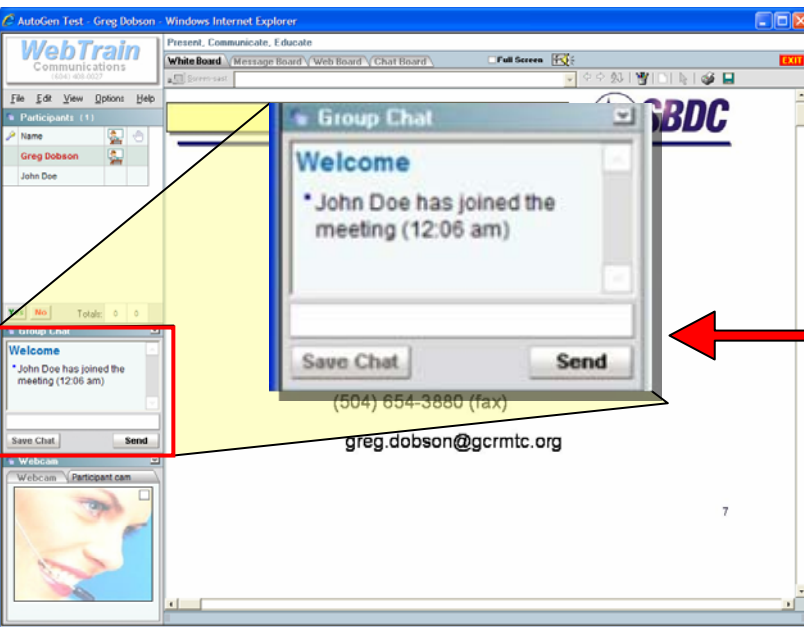 AutoGen Test - Greg Dobson - Windows Internet Explorer
WebTrain
Communications
(604) 408.0027
Present, Communicate, Educate
White Board Message Board Web Board Chat Board Full Screen EXIT
File Edit View Options Help
Participants (1)
Name
Greg Dobson
John Doe
No Totals: 0 0
Group Chat
Welcome
John Doe has joined the
meeting (12:06 am)
Save Chat Send
Webcam
Webcam Participant cam
SBDC
Group Chat
Welcome
John Doe has joined the
meeting (12:06 am)
Save Chat Send
(504) 654-3880 (fax)
greg.dobson@gcrmtc.org
7